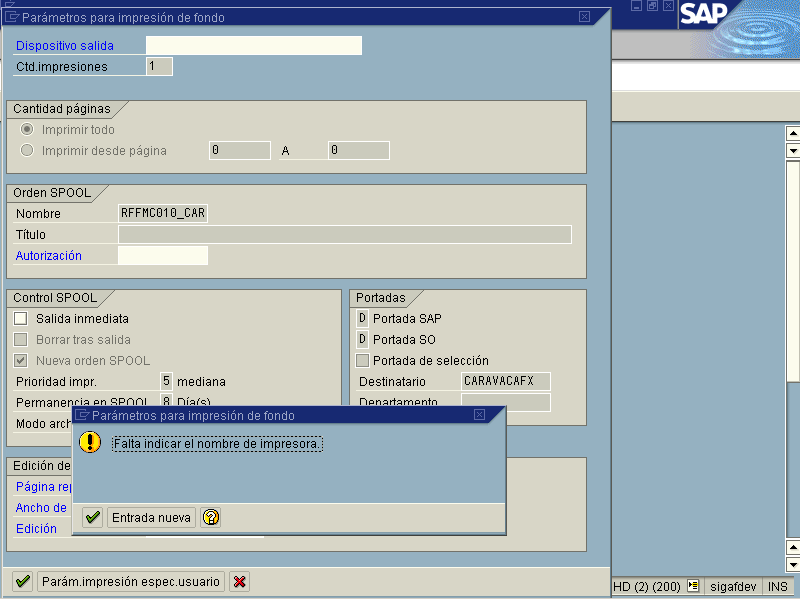 Parámetros para impresión de fondo
SAP
Dispositivo salida
Ctd.impresiones 1
Cantidad páginas
Imprimir todo
Imprimir desde página 0 A 0
Orden SPOOL
Nombre RFFMC010_CAR
Título
Autorización
Control SPOOL
Salida inmediata
Borrar tras salida
Nueva orden SPOOL
Prioridad impr. 5 mediana
Permanencia en SPOOL 8 Día(s)
Modo arch
Portadas
D Portada SAP
D Portada SO
Portada de selección
Destinatario CARAVACAFX
Departamento
Parámetros para impresión de fondo
Falta indicar el nombre de impresora.
Entrada nueva
Edición de
Página rep
Ancho de
Edición
Parám.impresión espec.usuario
HD (2) (200) sigafdev INS